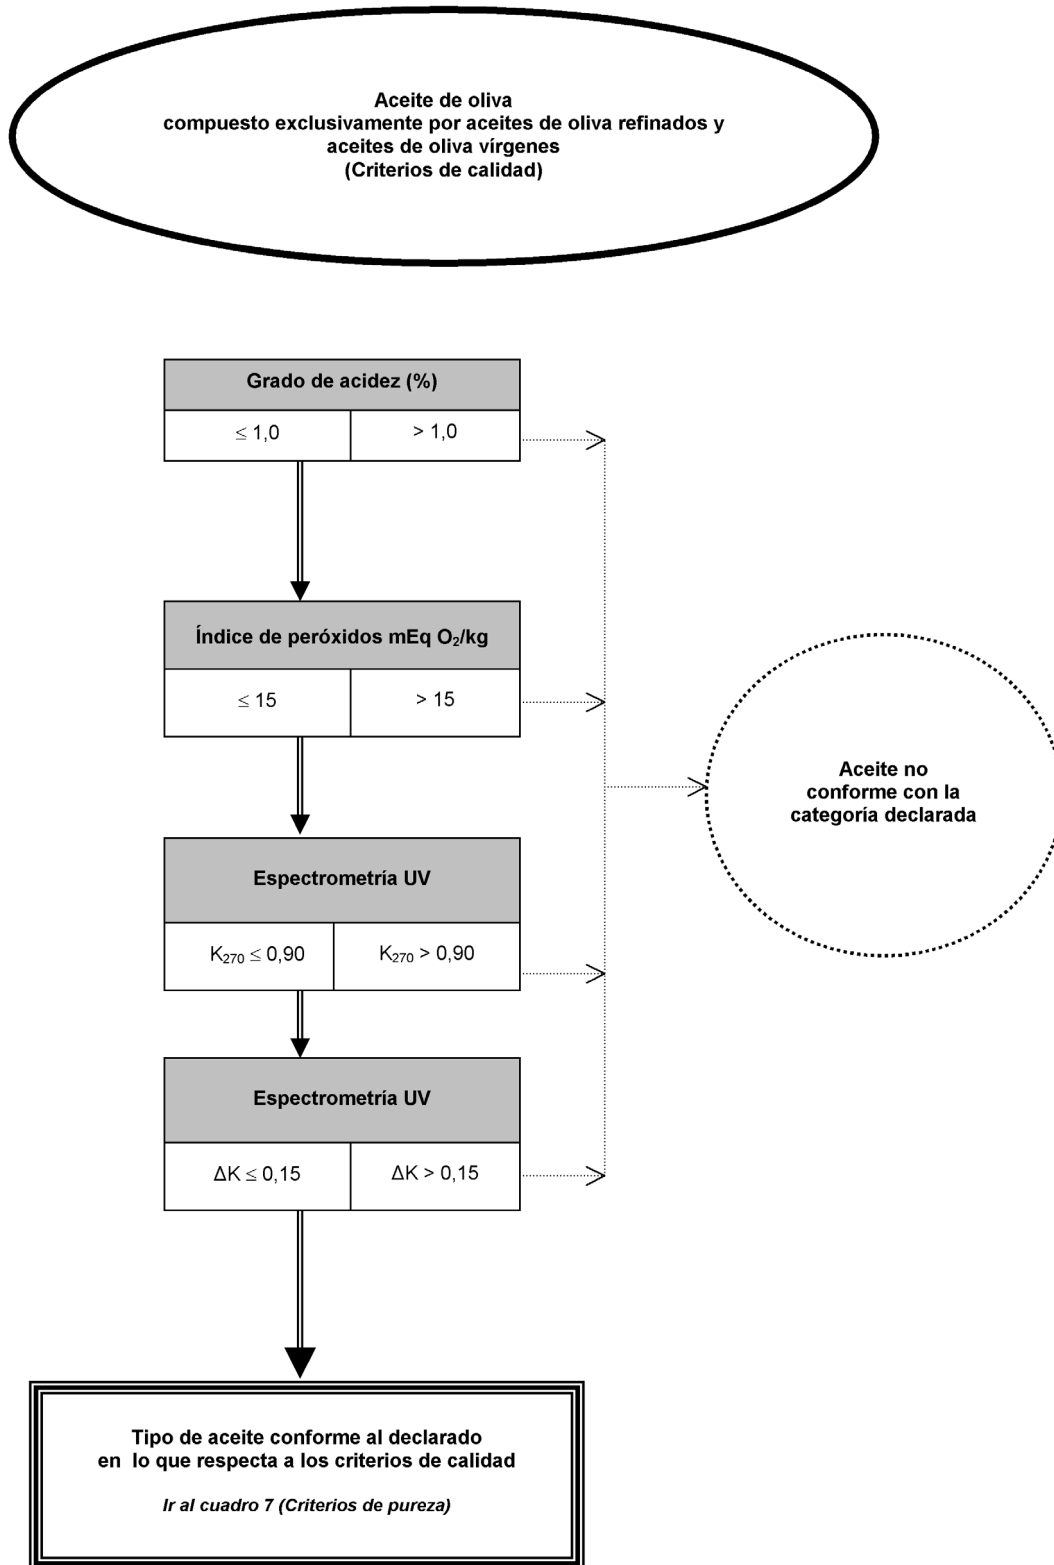 Aceite de oliva
compuesto exclusivamente por aceites de oliva refinados y
aceites de oliva vírgenes
(Criterios de calidad)
Grado de acidez (%)
≤ 1,0
> 1,0
Índice de peróxidos mEq O₂/kg
≤ 15
> 15
Aceite no
conforme con la
categoría declarada
Espectrometría UV
K₂₇₀ ≤ 0,90
K₂₇₀ > 0,90
Espectrometría UV
ΔK ≤ 0,15
ΔK > 0,15
Tipo de aceite conforme al declarado
en lo que respecta a los criterios de calidad
Ir al cuadro 7 (Criterios de pureza)